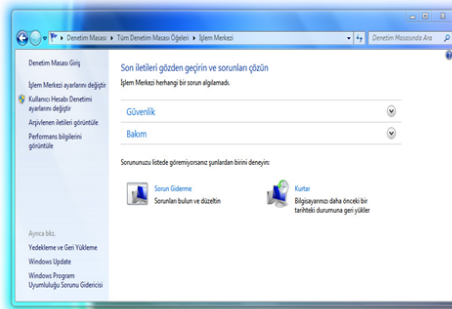 Denetim Masası ▸ Tüm Denetim Masası Öğeleri ▸ İşlem Merkezi
Denetim Masasında Ara
Denetim Masası Giriş
İşlem Merkezi ayarlarını değiştir
Kullanıcı Hesabı Denetimi
ayarlarını değiştir
Arşivlenen iletileri görüntüle
Performans bilgilerini
görüntüle
Ayrıca bkz.
Yedekleme ve Geri Yükleme
Windows Update
Windows Program
Uyumluluğu Sorunu Gidericisi
Son iletileri gözden geçirin ve sorunları çözün
İşlem Merkezi herhangi bir sorun algılamadı.
Güvenlik
Bakım
Sorununuzu listede göremiyorsanız şunlardan birini deneyin:
Sorun Giderme
Sorunları bulun ve düzeltin
Kurtar
Bilgisayarınızı daha önceki bir
tarihteki durumuna geri yükler